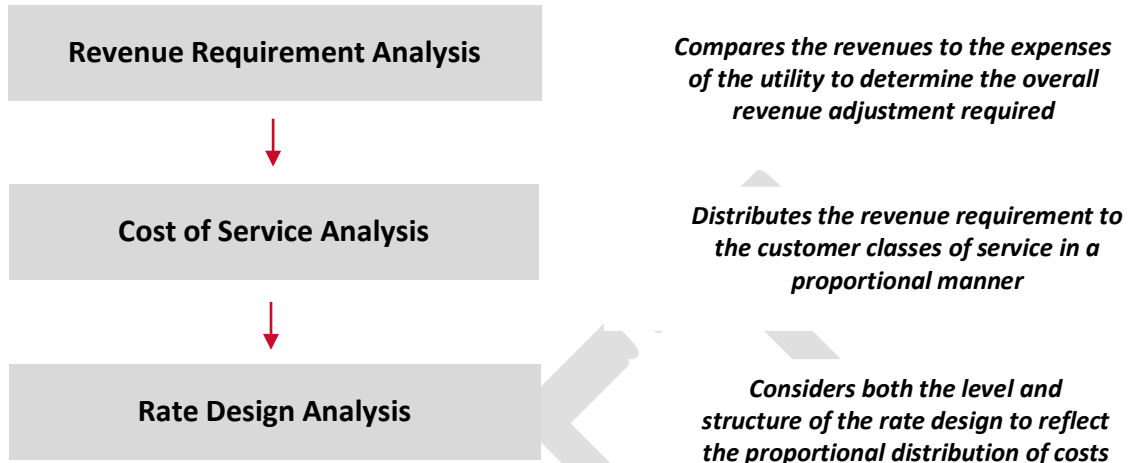 Revenue Requirement Analysis
Compares the revenues to the expenses
of the utility to determine the overall
revenue adjustment required
Cost of Service Analysis
Distributes the revenue requirement to
the customer classes of service in a
proportional manner
Rate Design Analysis
Considers both the level and
structure of the rate design to reflect
the proportional distribution of costs